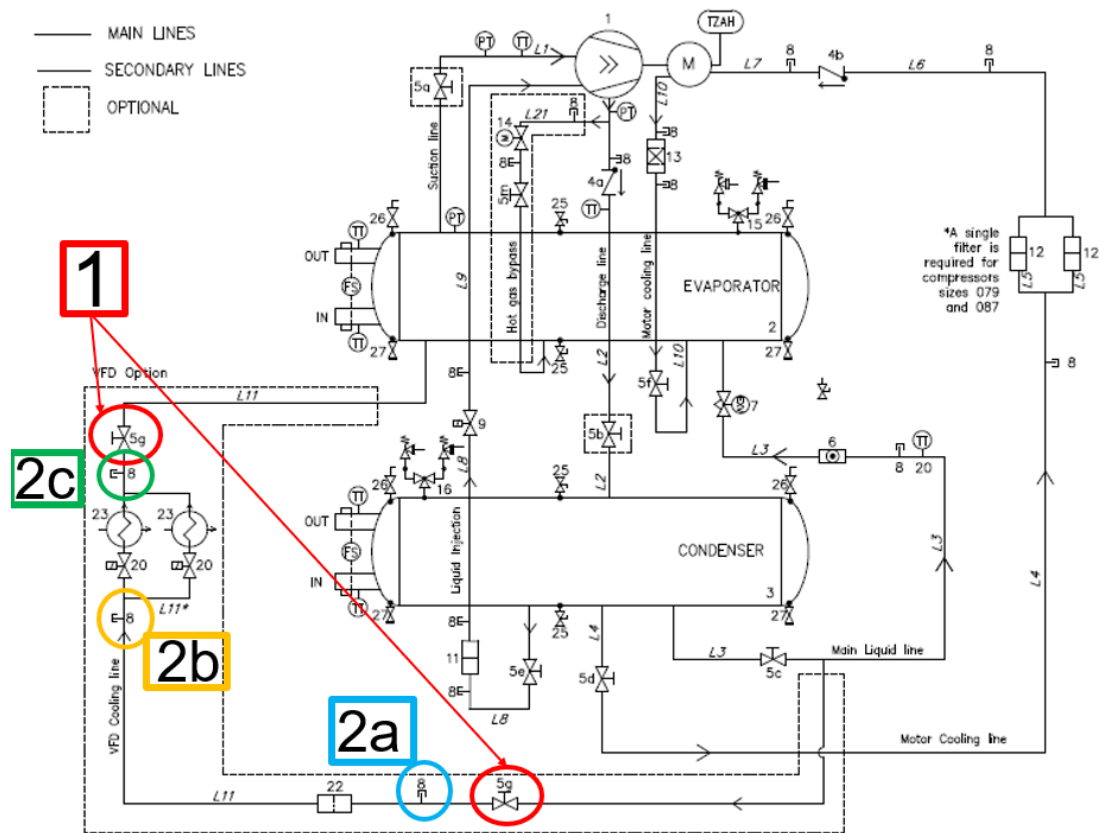 MAIN LINES
SECONDARY LINES
OPTIONAL
1
TZAH
M
PT
TT
L1
5a
Suction line
8
L21
14
M
8
5m
Hot gas bypass
PT
8
4a
TT
L10
8
13
8
L7
8
4b
L6
8
15
26
TT
PT
25
26
OUT
FS
IN
TT
27
L9
Discharge line
Motor cooling line
EVAPORATOR
2
25
27
*A single
filter is
required for
compressors
sizes 079
and 087
12
12
L5
L5
8
1
VFD Option
L11
8
9
L8
L2
5f
L10
7
5b
L2
L3
6
8
TT
20
5g
2c
8
16
26
TT
25
26
23
23
OUT
FS
IN
TT
27
Liquid Injection
CONDENSER
3
20
20
L11*
8
2b
8
25
27
L3
L4
11
8
5e
L8
L4
5d
L3
5c
Main Liquid line
VFD Cooling line
2a
Motor Cooling line
L11
22
8
5g